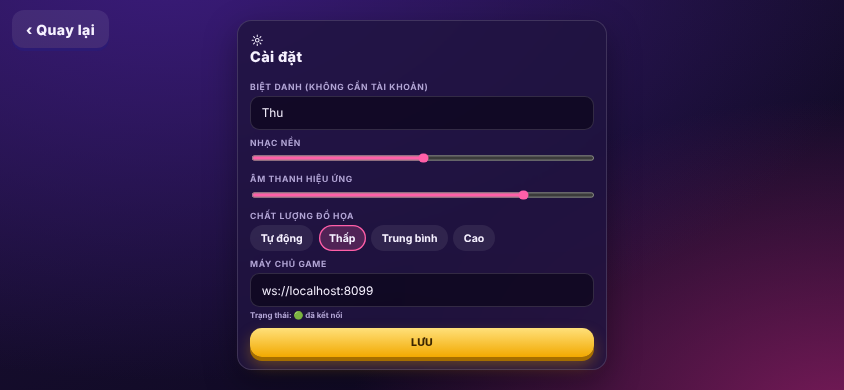 ‹ Quay lại
Cài đặt
BIỆT DANH (KHÔNG CẦN TÀI KHOẢN)
Thu
NHẠC NỀN
ÂM THANH HIỆU ỨNG
CHẤT LƯỢNG ĐỒ HỌA
Tự động Thấp Trung bình Cao
MÁY CHỦ GAME
ws://localhost:8099
Trạng thái: 🟢 đã kết nối
LƯU